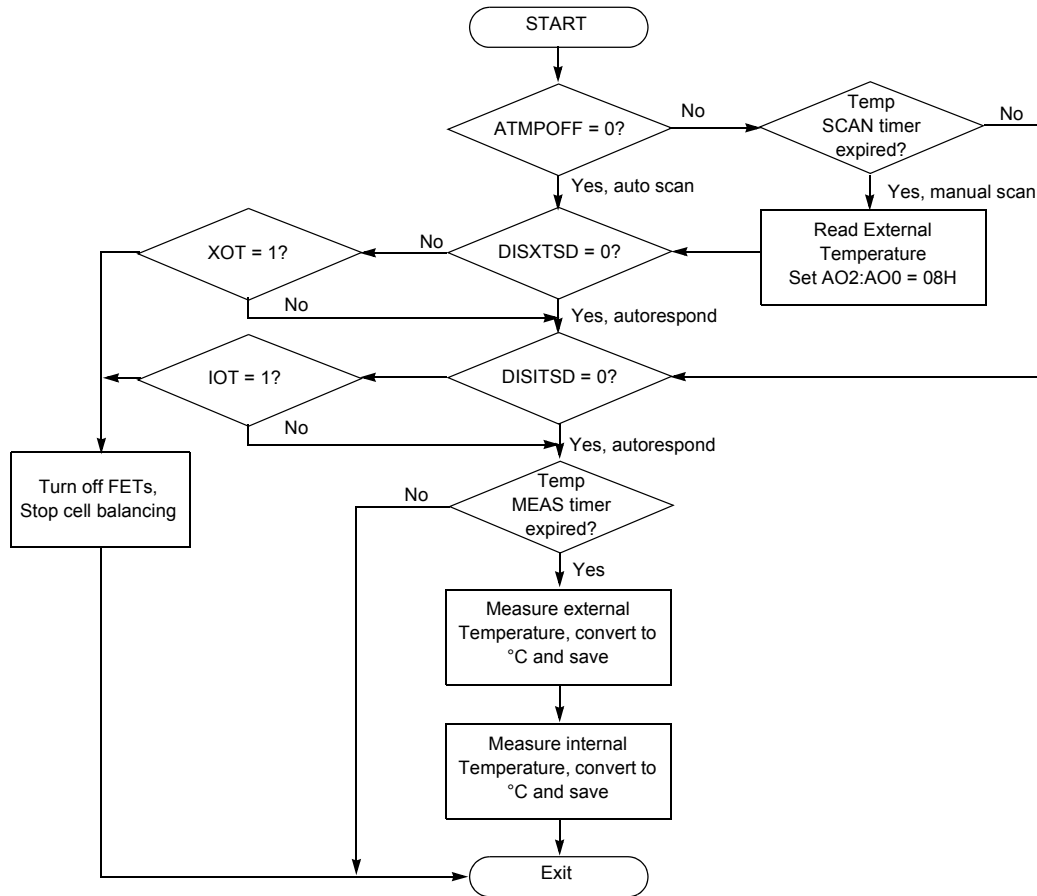 START
ATMPOFF = 0?
No
Temp
SCAN timer
expired?
No
Yes, auto scan
Yes, manual scan
XOT = 1?
No
DISXTSD = 0?
Read External
Temperature
Set AO2:AO0 = 08H
No
Yes, autorespond
IOT = 1?
DISITSD = 0?
No
Yes, autorespond
Turn off FETs,
Stop cell balancing
No
Temp
MEAS timer
expired?
Yes
Measure external
Temperature, convert to
°C and save
Measure internal
Temperature, convert to
°C and save
Exit